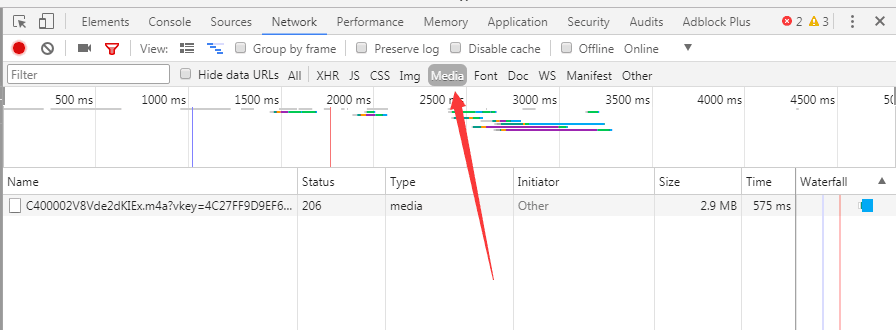 Elements Console Sources Network Performance Memory Application Security Audits Adblock Plus 2 3
View: Group by frame Preserve log Disable cache Offline Online
Filter Hide data URLs All XHR JS CSS Img Media Font Doc WS Manifest Other
500 ms 1000 ms 1500 ms 2000 ms 2500 ms 3000 ms 3500 ms 4000 ms 4500 ms
Name Status Type Initiator Size Time Waterfall
C400002V8Vde2dKIEx.m4a?vkey=4C27FF9D9EF6... 206 media Other 2.9 MB 575 ms